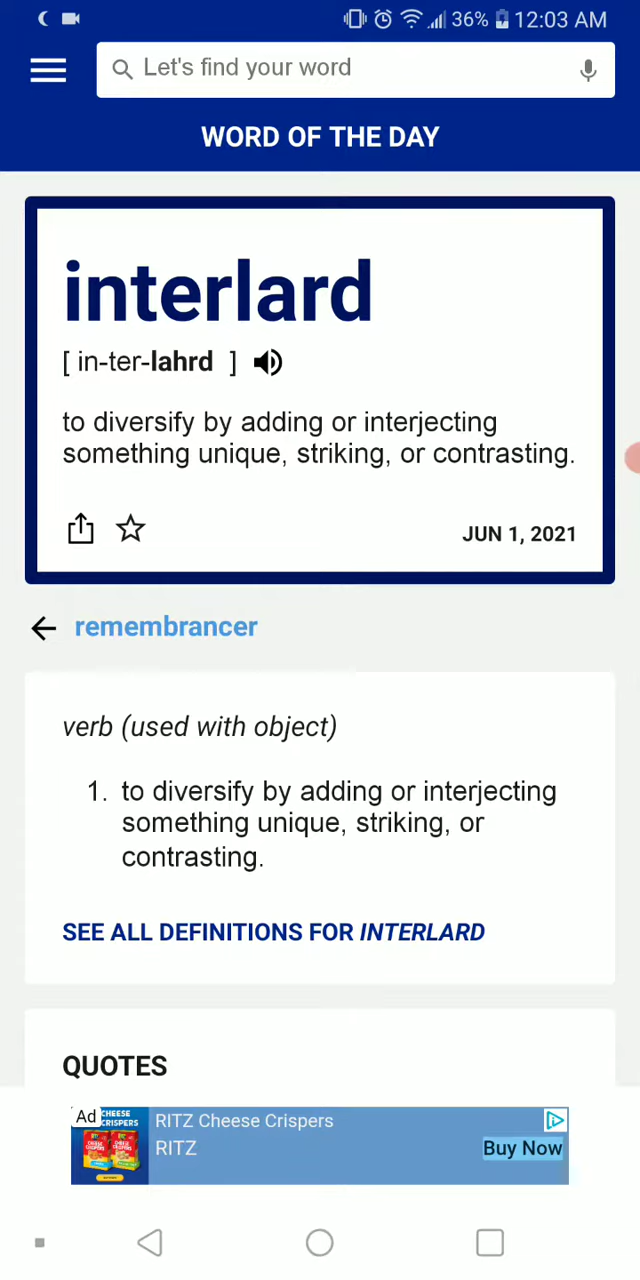 36% 12:03 AM
Let's find your word
WORD OF THE DAY
interlard
[ in-ter-lahrd ]
to diversify by adding or interjecting
something unique, striking, or contrasting.
JUN 1, 2021
remembrancer
verb (used with object)
1. to diversify by adding or interjecting
something unique, striking, or
contrasting.
SEE ALL DEFINITIONS FOR INTERLARD
QUOTES
Ad
CHEESE
CRISPERS
RITZ Cheese Crispers
RITZ
Buy Now